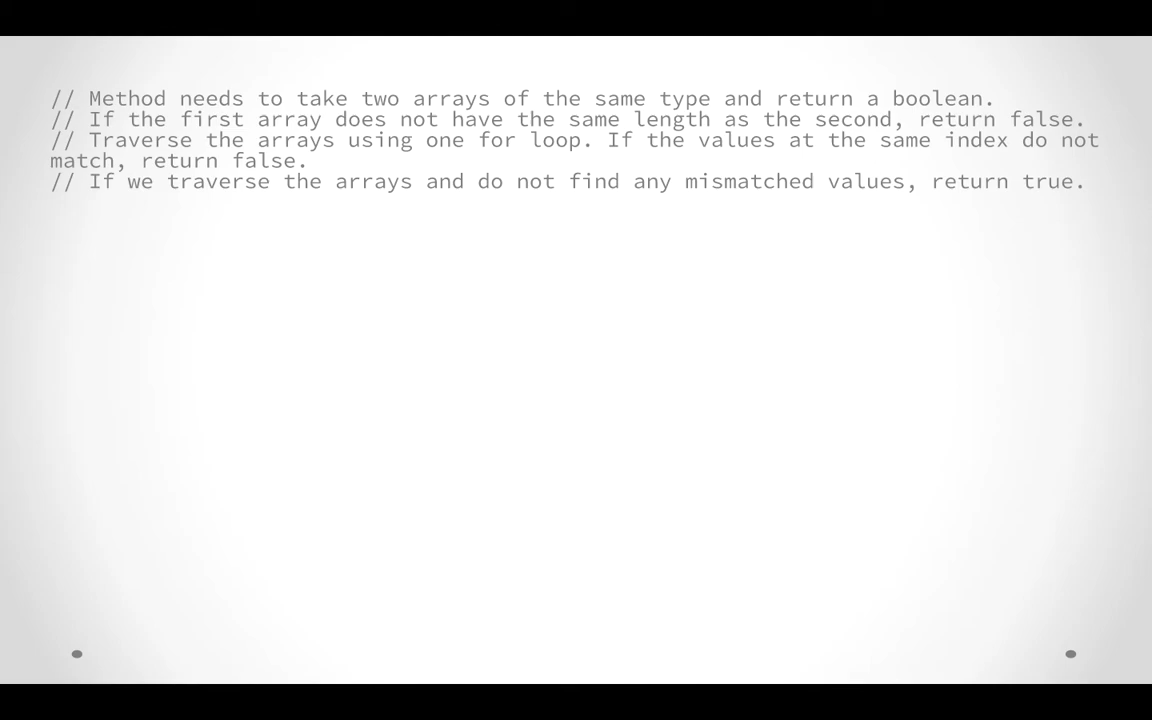 // Method needs to take two arrays of the same type and return a boolean.
// If the first array does not have the same length as the second, return false.
// Traverse the arrays using one for loop. If the values at the same index do not
match, return false.
// If we traverse the arrays and do not find any mismatched values, return true.